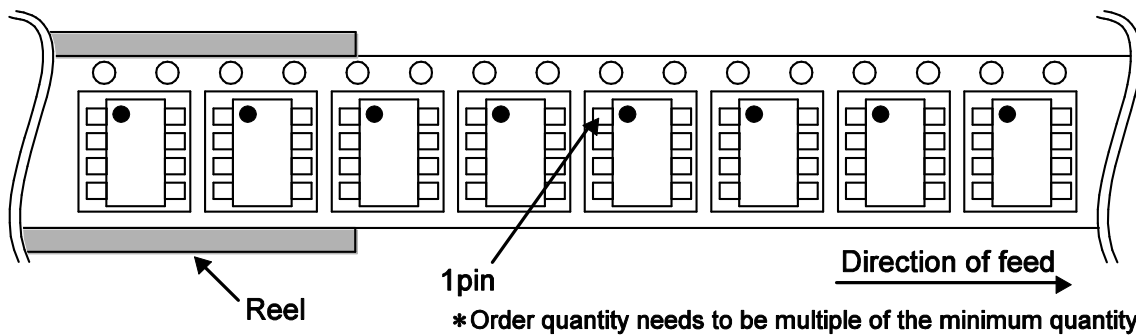 Direction of feed
1pin
Reel
*Order quantity needs to be multiple of the minimum quantity